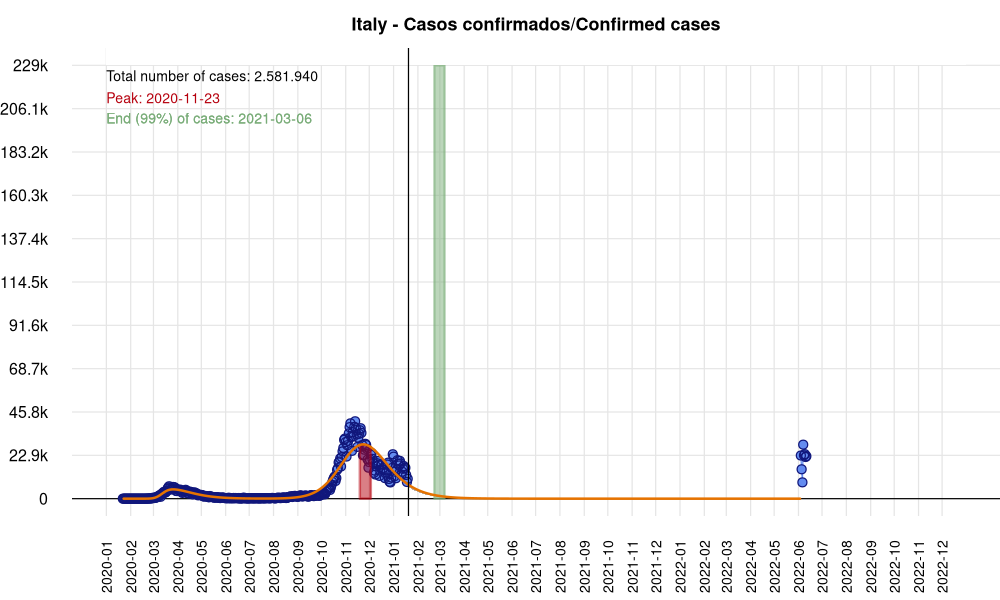 Italy - Casos confirmados/Confirmed cases
229k
Total number of cases: 2.581.940
Peak: 2020-11-23
206.1k
End (99%) of cases: 2021-03-06
183.2k
160.3k
137.4k
114.5k
91.6k
68.7k
45.8k
22.9k
0
2020-01
2020-02
2020-03
2020-04
2020-05
2020-06
2020-07
2020-08
2020-09
2020-10
2020-11
2020-12
2021-01
2021-03
2021-04
2021-05
2021-06
2021-07
2021-08
2021-09
2021-10
2021-11
2021-12
2022-01
2022-02
2022-03
2022-04
2022-05
2022-06
2022-07
2022-08
2022-09
2022-10
2022-11
2022-12